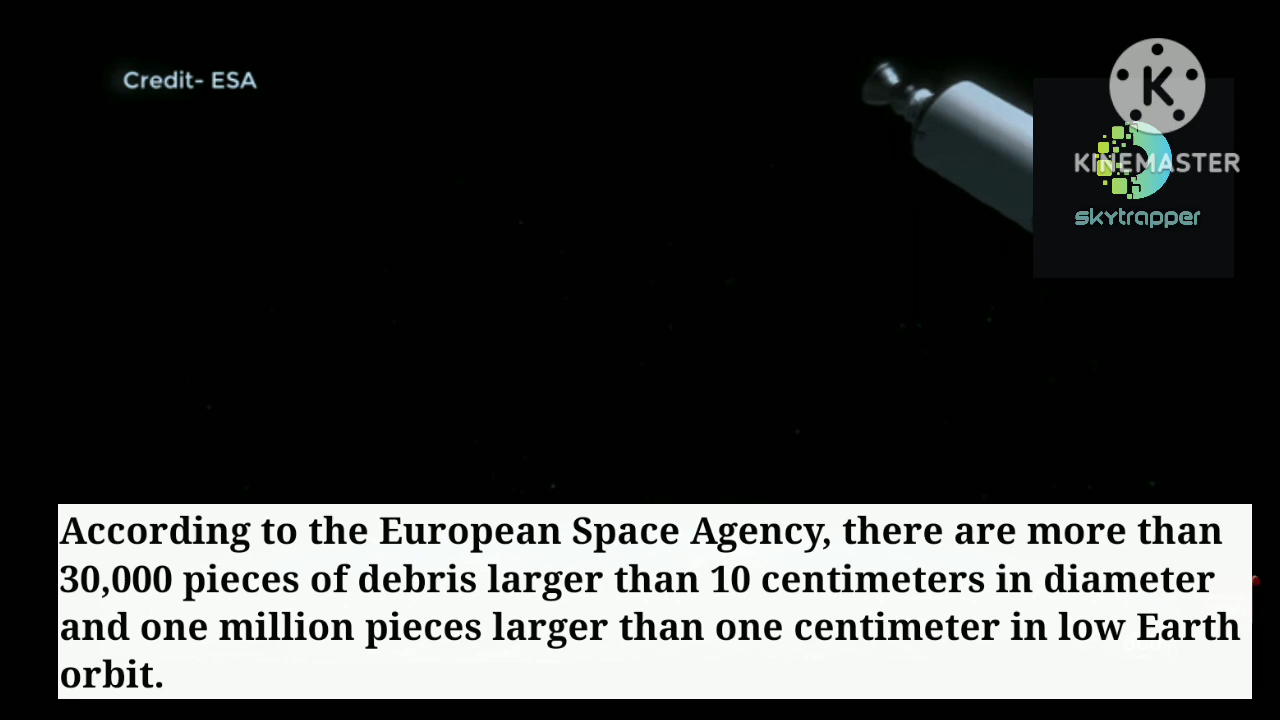 Credit- ESA
K
KINEMASTER
skytrapper
According to the European Space Agency, there are more than
30,000 pieces of debris larger than 10 centimeters in diameter
and one million pieces larger than one centimeter in low Earth
orbit.